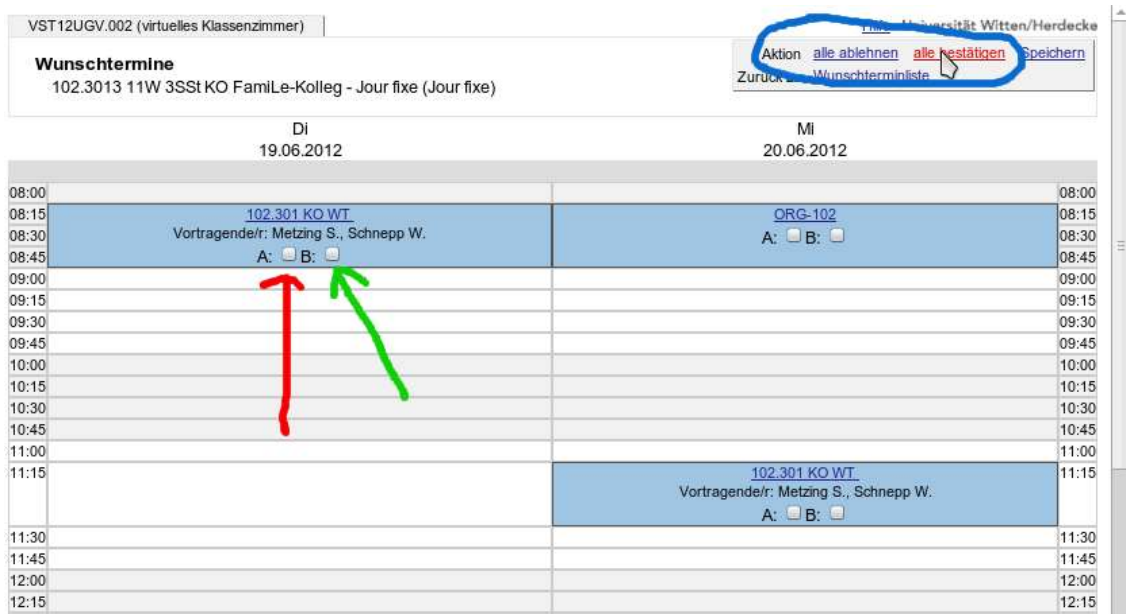 VST12UGV.002 (virtuelles Klassenzimmer)
Hilfe Universität Witten/Herdecke
Aktion alle ablehnen alle bestätigen Speichern
Zurück Wunschterminliste
Wunschtermine
102.3013 11W 3SSt KO FamiLe-Kolleg - Jour fixe (Jour fixe)
Di Mi
19.06.2012 20.06.2012
08:00 08:00
08:15 102.301 KO WT ORG-102 08:15
08:30 Vortragende/r: Metzing S., Schnepp W. A: B: 08:30
08:45 A: B: 08:45
09:00 09:00
09:15 09:15
09:30 09:30
09:45 09:45
10:00 10:00
10:15 10:15
10:30 10:30
10:45 10:45
11:00 11:00
11:15 102.301 KO WT 11:15
Vortragende/r: Metzing S., Schnepp W.
A: B:
11:30 11:30
11:45 11:45
12:00 12:00
12:15 12:15